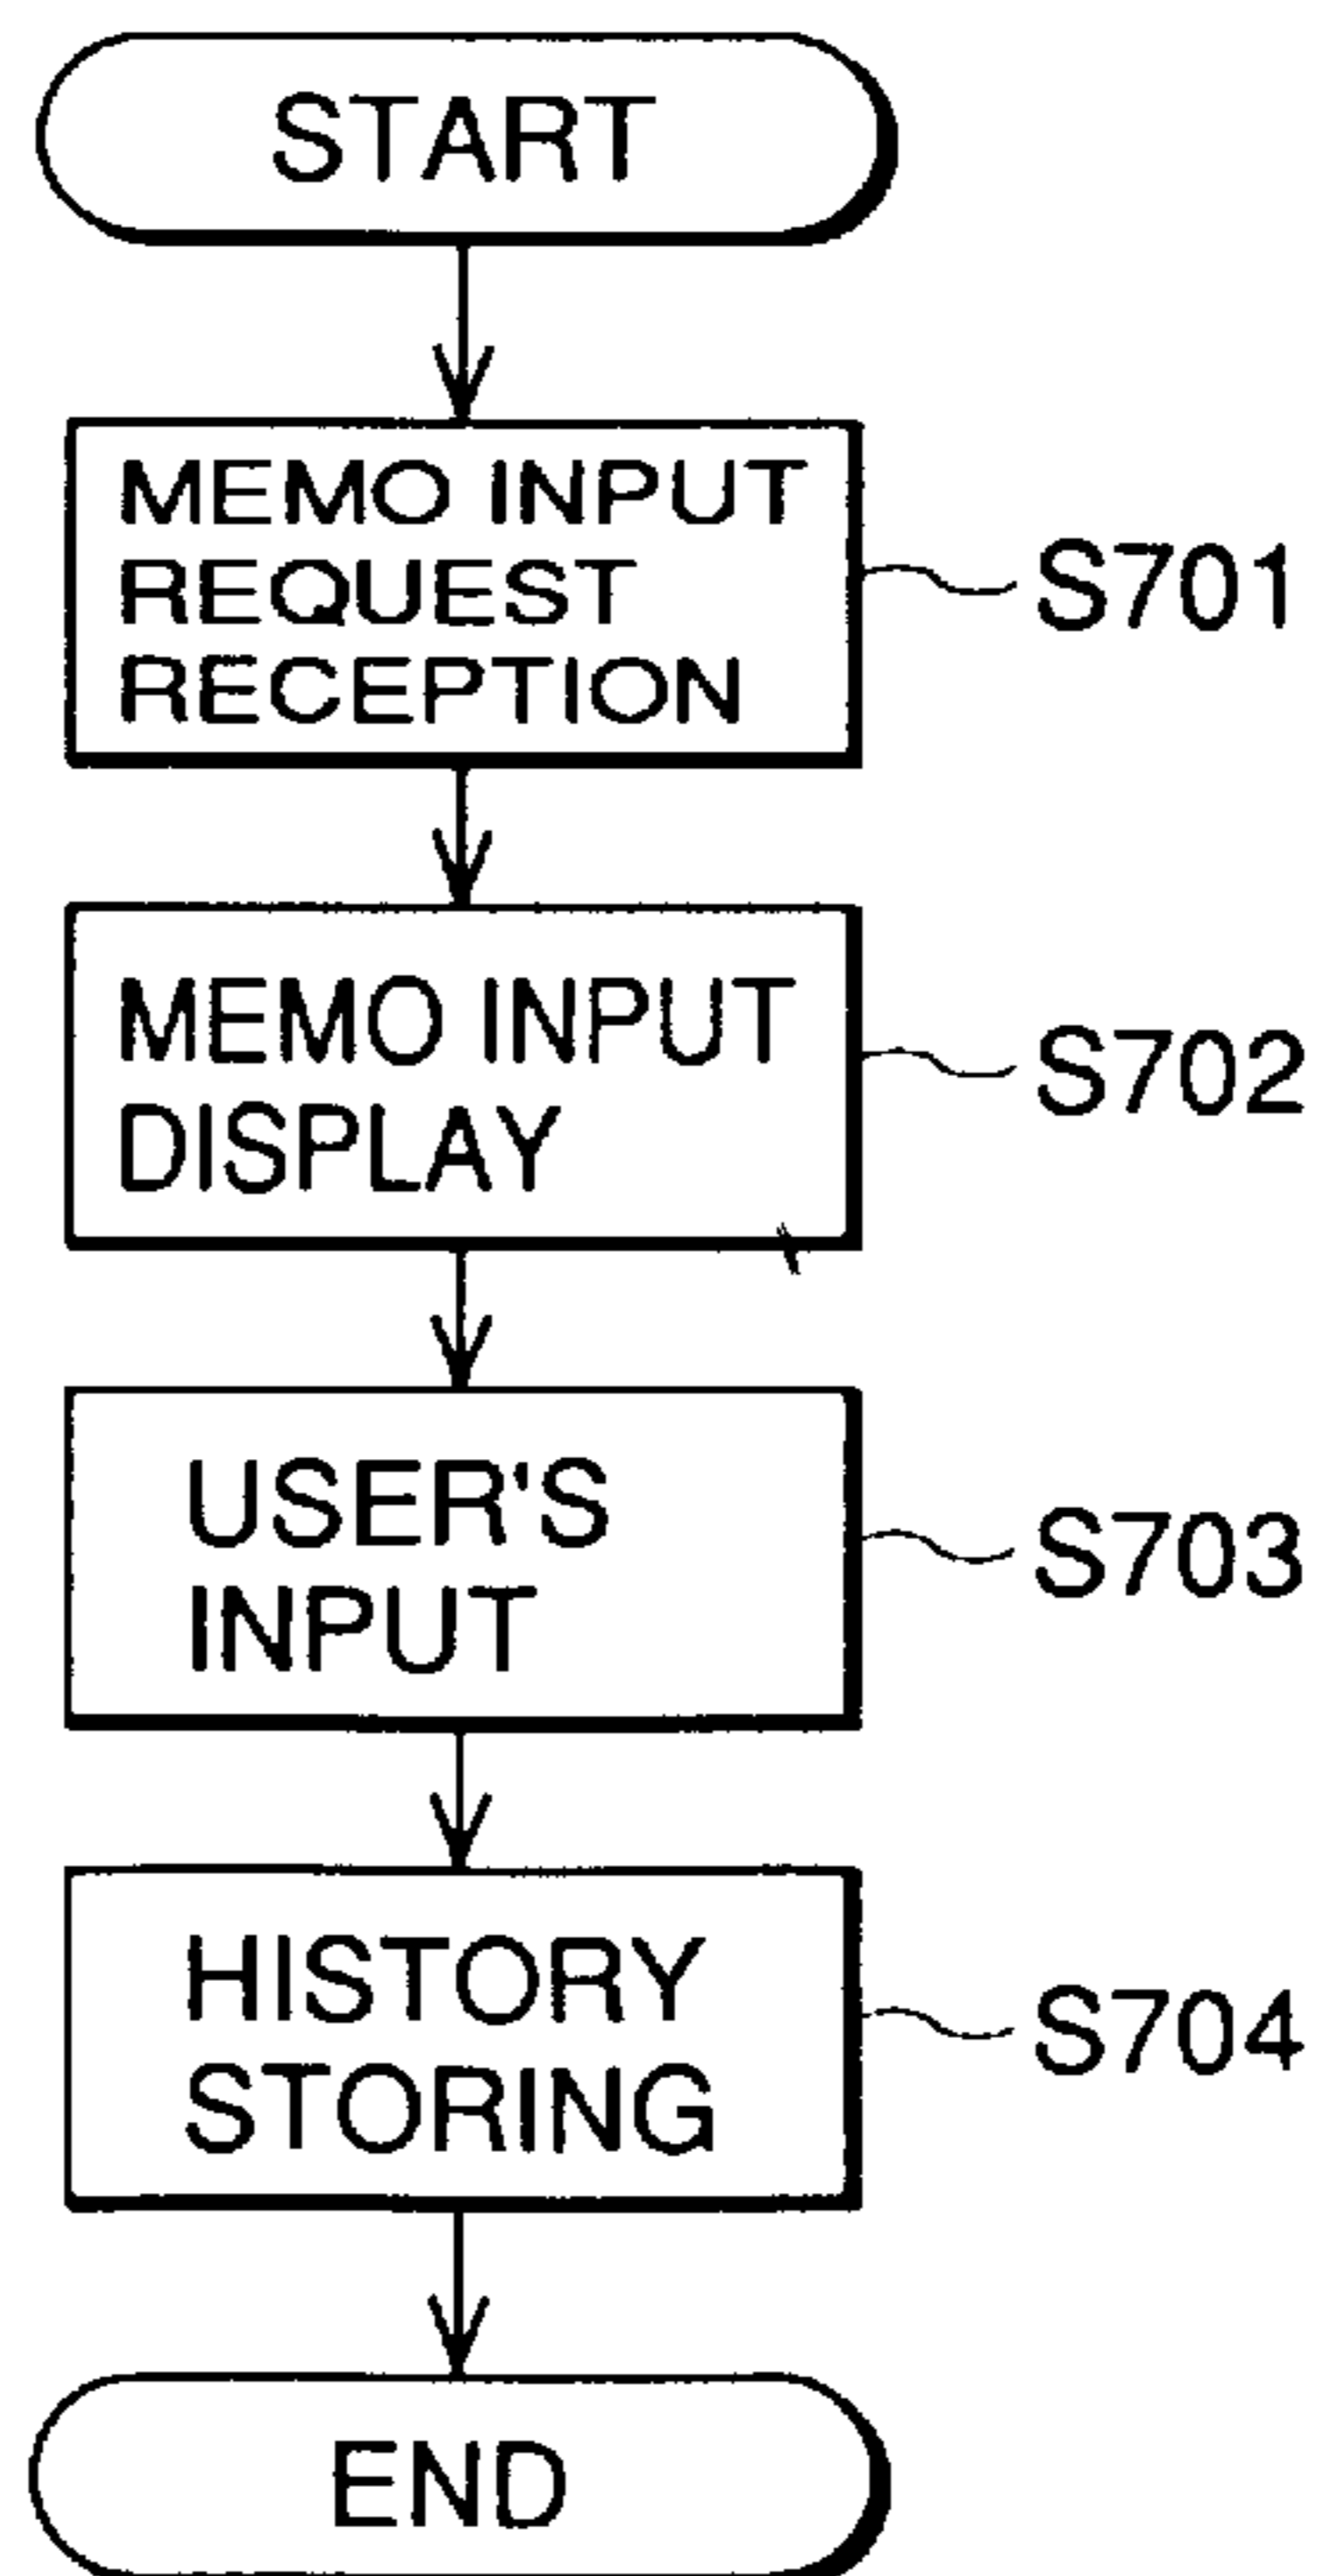 START
MEMO INPUT
REQUEST
RECEPTION
S701
MEMO INPUT
DISPLAY
S702
USER'S
INPUT
S703
HISTORY
STORING
S704
END